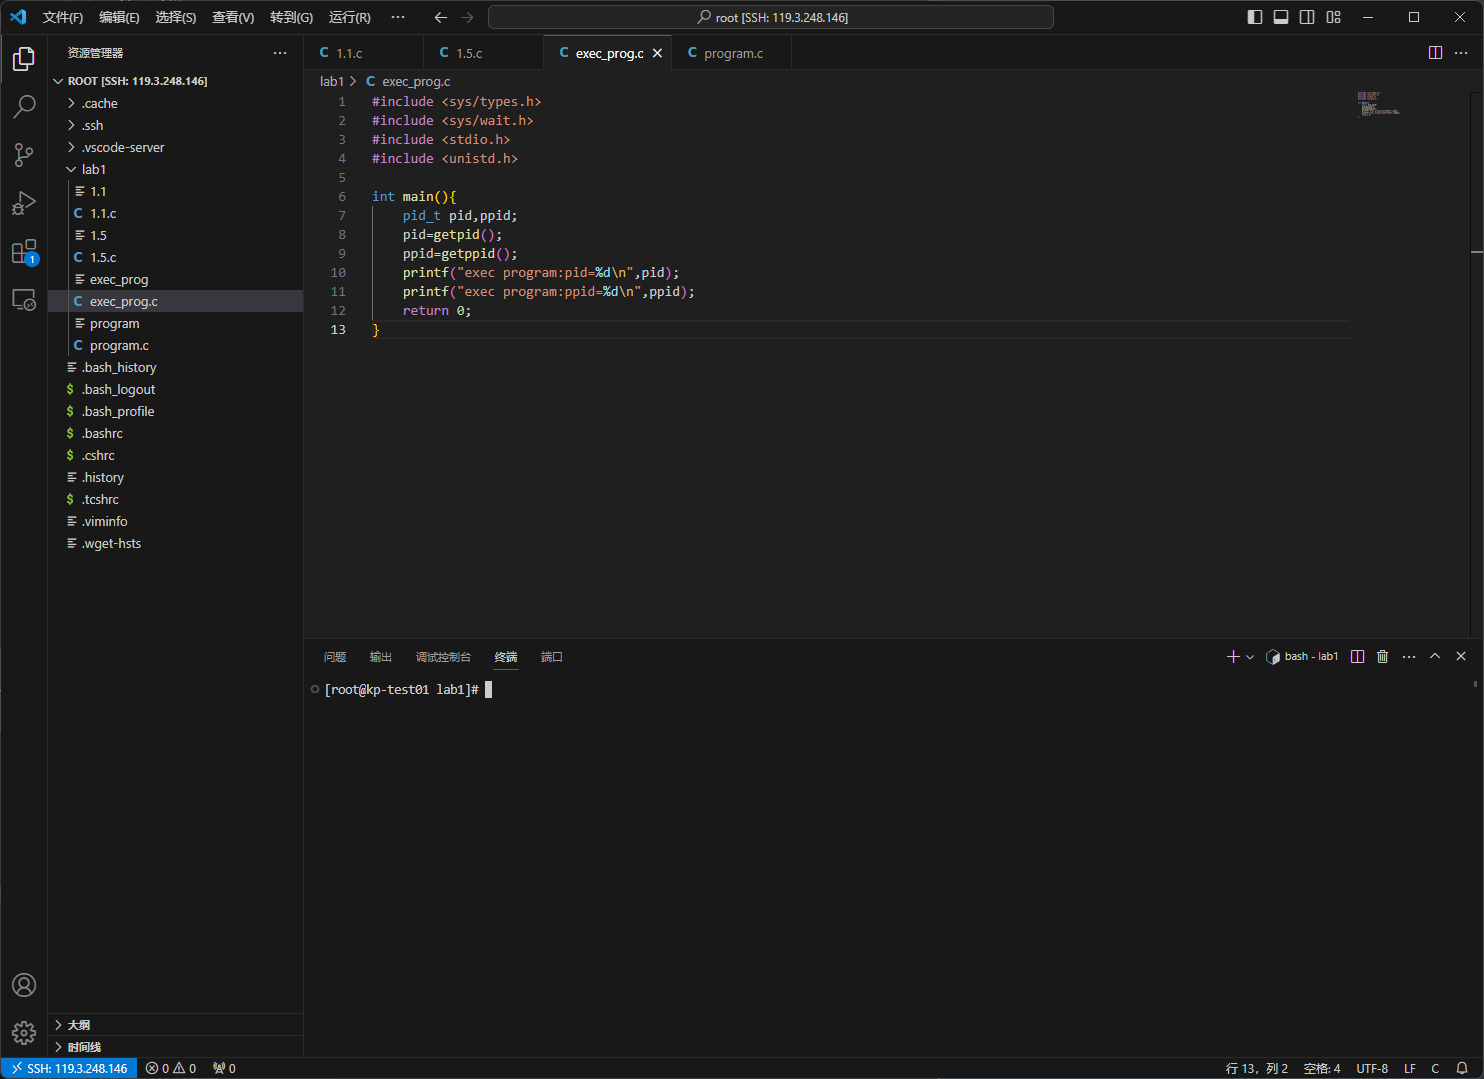 文件(F) 编辑(E) 选择(S) 查看(V) 转到(G) 运行(R) ··· root [SSH: 119.3.248.146]
资源管理器 ···
ROOT [SSH: 119.3.248.146]
.cache
.ssh
.vscode-server
lab1
1.1
C 1.1.c
1.5
C 1.5.c
exec_prog
C exec_prog.c
program
C program.c
.bash_history
$ .bash_logout
$ .bash_profile
$ .bashrc
$ .cshrc
.history
$ .tcshrc
.viminfo
.wget-hsts
大纲
时间线
1
C 1.1.c C 1.5.c C exec_prog.c C program.c
lab1 > C exec_prog.c
1 #include <sys/types.h>
2 #include <sys/wait.h>
3 #include <stdio.h>
4 #include <unistd.h>
5
6 int main(){
7 pid_t pid,ppid;
8 pid=getpid();
9 ppid=getppid();
10 printf("exec program:pid=%d\n",pid);
11 printf("exec program:ppid=%d\n",ppid);
12 return 0;
13 }
问题 输出 调试控制台 终端 端口 bash - lab1
[root@kp-test01 lab1]#
SSH: 119.3.248.146 0 0 0 行 13，列 2 空格: 4 UTF-8 LF C